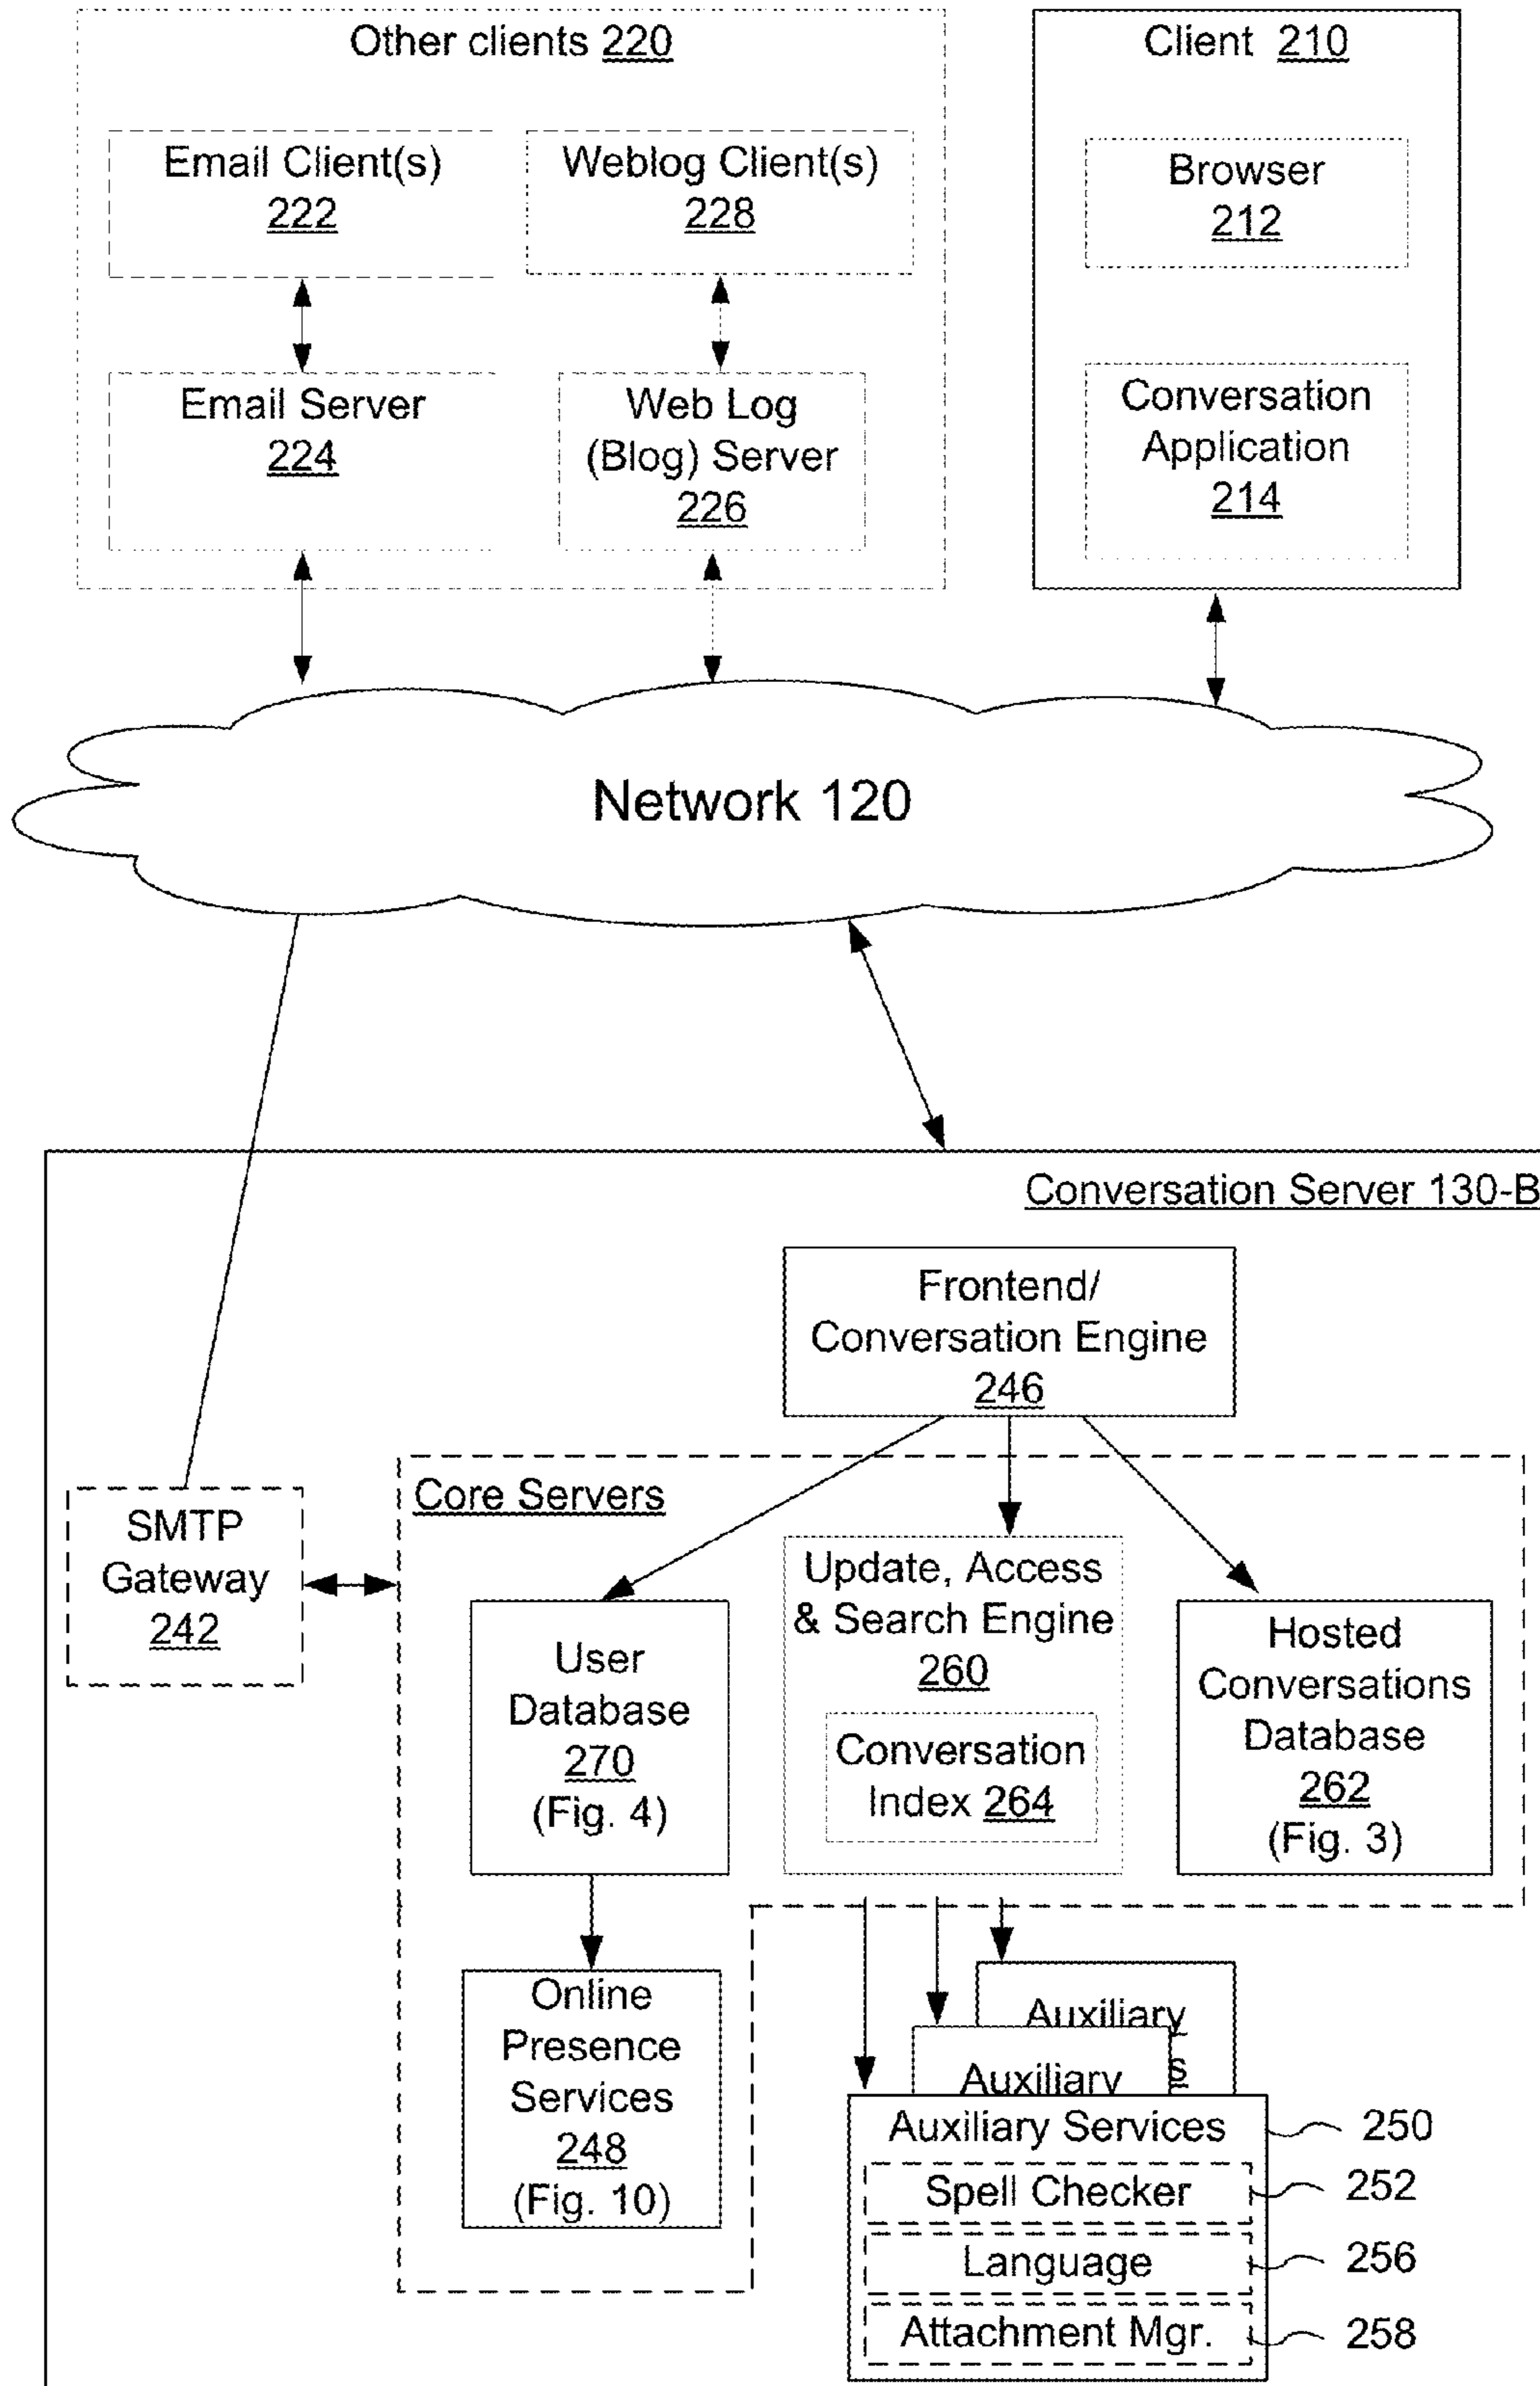 Other clients 220
Email Client(s)
222
Weblog Client(s)
228
Email Server
224
Web Log
(Blog) Server
226
Client 210
Browser
212
Conversation
Application
214
Network 120
Conversation Server 130-B
Frontend/
Conversation Engine
246
SMTP
Gateway
242
Core Servers
User
Database
270
(Fig. 4)
Update, Access
& Search Engine
260
Conversation
Index 264
Hosted
Conversations
Database
262
(Fig. 3)
Online
Presence
Services
248
(Fig. 10)
Auxiliary
s
Auxiliary
Auxiliary Services 250
Spell Checker 252
Language 256
Attachment Mgr. 258